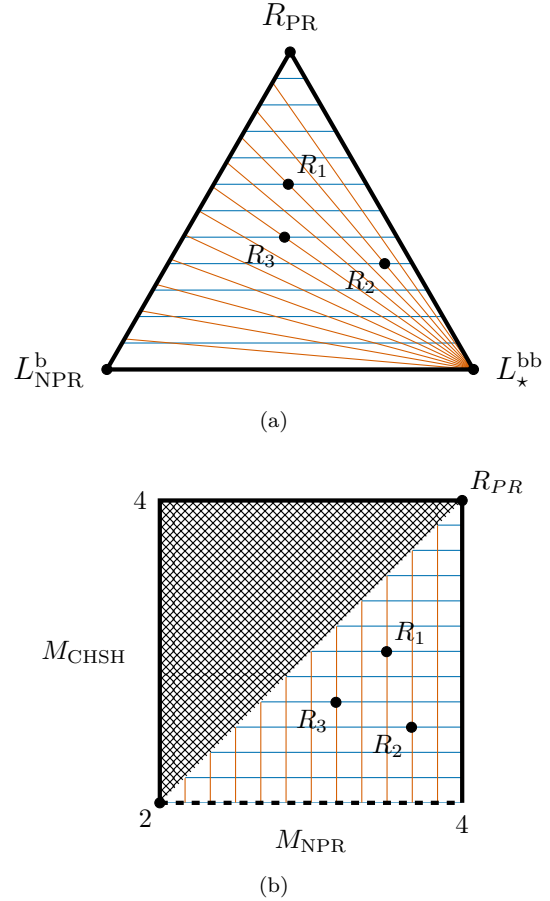 R_PR
R_1
R_3
R_2
L^b_NPR
L^bb_⋆
(a)
R_PR
4
R_1
M_CHSH
R_3
R_2
2
4
M_NPR
(b)